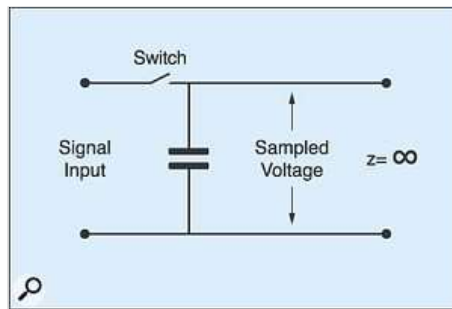 Switch
Signal
Input
Sampled
Voltage
z= ∞